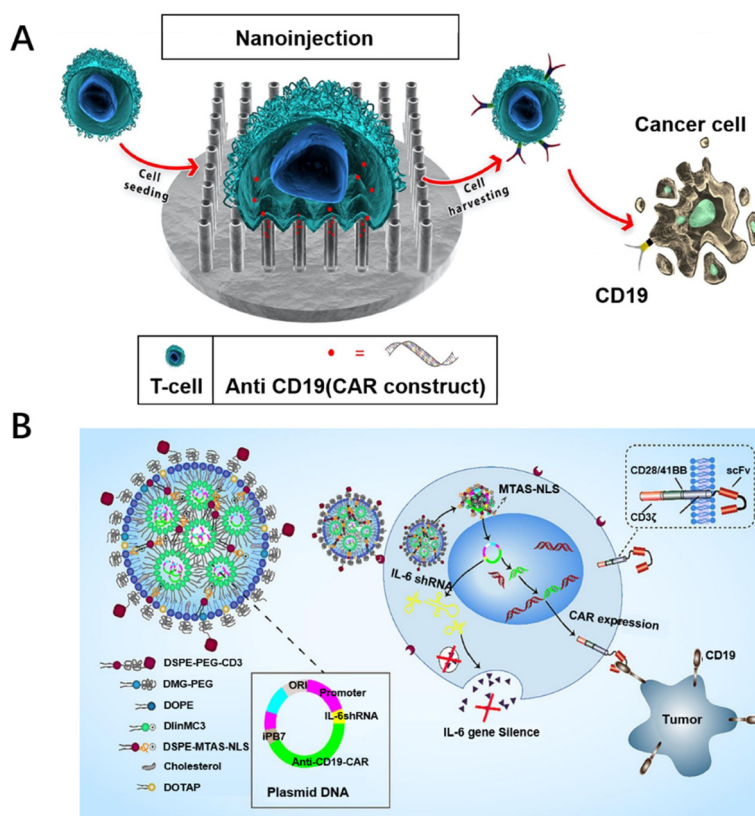 A
Nanoinjection
Cell
seeding
Cell
harvesting
Cancer cell
CD19
T-cell
=
Anti CD19(CAR construct)
B
DSPE-PEG-CD3
DMG-PEG
DOPE
DlinMC3
DSPE-MTAS-NLS
Cholesterol
DOTAP
ORI
Promoter
IL-6shRNA
iPB7
Anti-CD19-CAR
Plasmid DNA
MTAS-NLS
IL-6 shRNA
CAR expression
IL-6 gene Silence
CD28/41BB
scFv
CD3ζ
CD19
Tumor